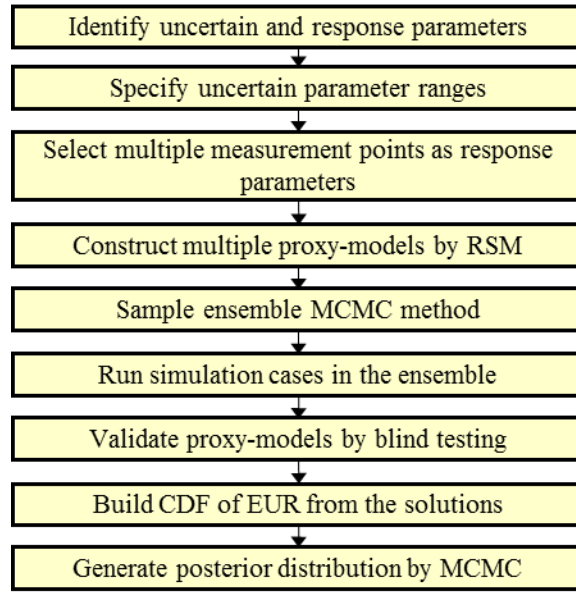 Identify uncertain and response parameters
Specify uncertain parameter ranges
Select multiple measurement points as response
parameters
Construct multiple proxy-models by RSM
Sample ensemble MCMC method
Run simulation cases in the ensemble
Validate proxy-models by blind testing
Build CDF of EUR from the solutions
Generate posterior distribution by MCMC